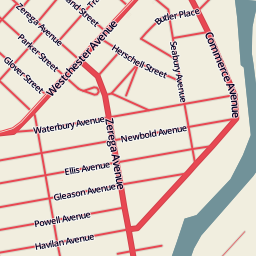 Zerega Avenue
Street
Butler Place
Parker Street
Westchester Avenue
Herschell Street
Seabury Avenue
Commerce Avenue
Glover Street
Waterbury Avenue
Zerega Avenue
Newbold Avenue
Ellis Avenue
Gleason Avenue
Powell Avenue
Havilan Avenue